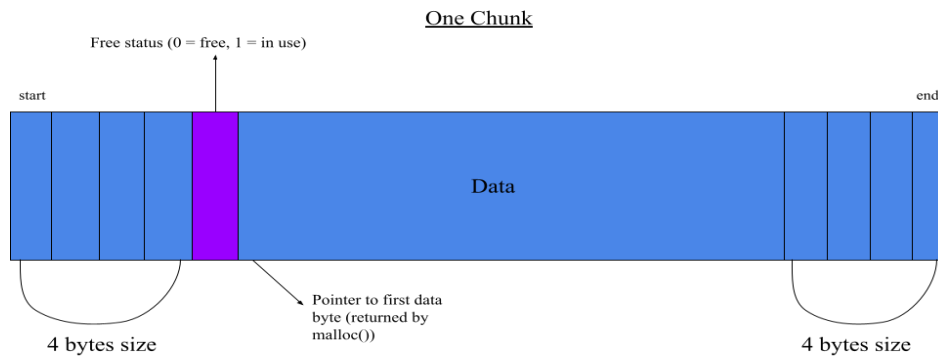 One Chunk
Free status (0 = free, 1 = in use)
start
end
Data
Pointer to first data
byte (returned by
malloc())
4 bytes size
4 bytes size